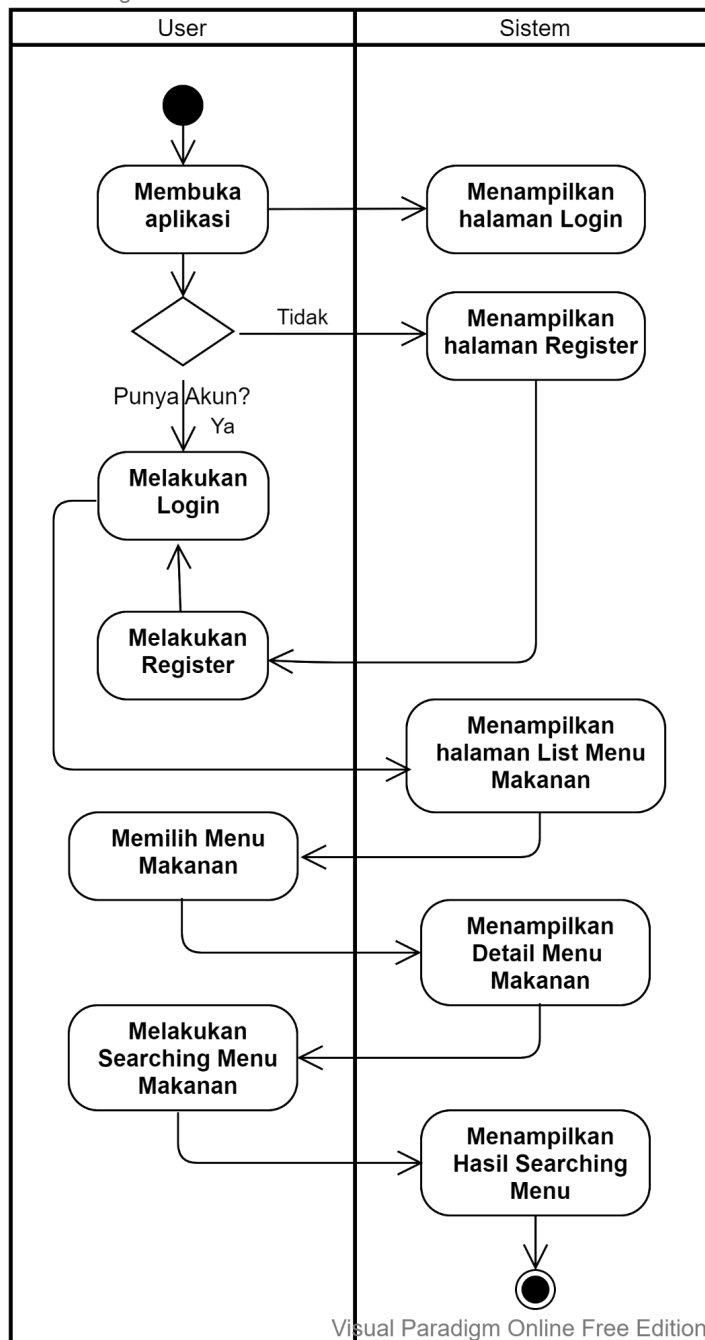 User
Sistem
Membuka
aplikasi
Menampilkan
halaman Login
Tidak
Menampilkan
halaman Register
Punya Akun?
Ya
Melakukan
Login
Melakukan
Register
Menampilkan
halaman List Menu
Makanan
Memilih Menu
Makanan
Menampilkan
Detail Menu
Makanan
Melakukan
Searching Menu
Makanan
Menampilkan
Hasil Searching
Menu
Visual Paradigm Online Free Edition